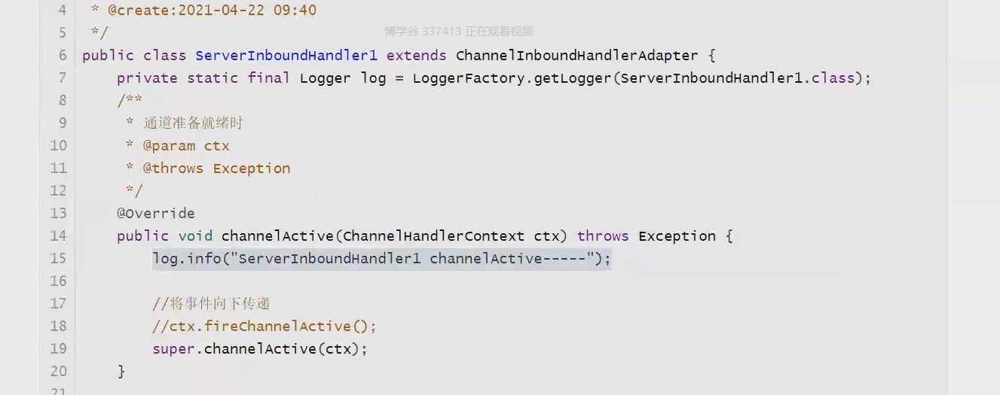 4 * @create:2021-04-22 09:40
5 */
博学谷 337413 正在观看视频
6 public class ServerInboundHandler1 extends ChannelInboundHandlerAdapter {
7 private static final Logger log = LoggerFactory.getLogger(ServerInboundHandler1.class);
8 /**
9 * 通道准备就绪时
10 * @param ctx
11 * @throws Exception
12 */
13 @Override
14 public void channelActive(ChannelHandlerContext ctx) throws Exception {
15 log.info("ServerInboundHandler1 channelActive-----");
16
17 //将事件向下传递
18 //ctx.fireChannelActive();
19 super.channelActive(ctx);
20 }
21